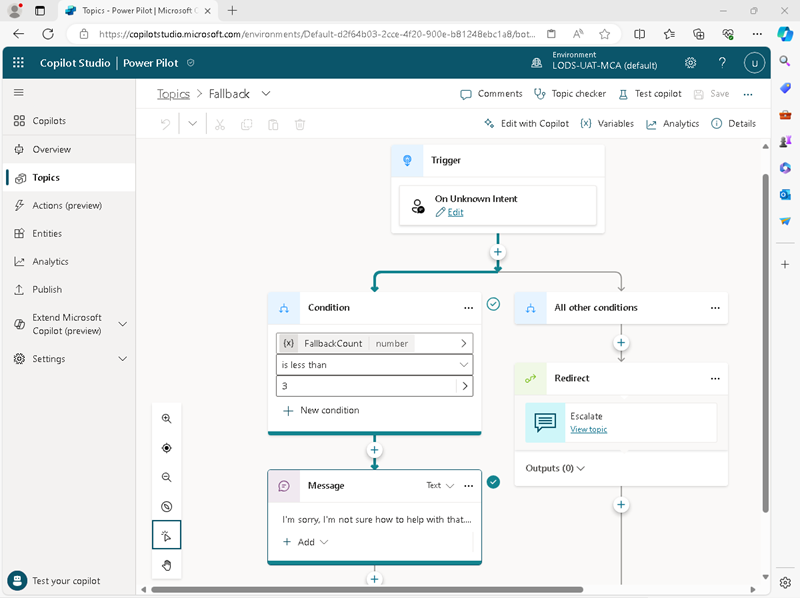 Topics - Power Pilot | Microsoft C
https://copilotstudio.microsoft.com/environments/Default-d2f64b03-2cce-4f20-900e-b81248ebc1a8/bot...
Copilot Studio | Power Pilot
Environment
LODS-UAT-MCA (default)
U
Topics > Fallback
Comments
Topic checker
Test copilot
Save
Edit with Copilot
{x} Variables
Analytics
Details
Copilots
Overview
Topics
Actions (preview)
Entities
Analytics
Publish
Extend Microsoft
Copilot (preview)
Settings
Test your copilot
Trigger
On Unknown Intent
Edit
Condition
{x} FallbackCount number
is less than
3
New condition
Message
Text
I'm sorry, I'm not sure how to help with that....
Add
All other conditions
Redirect
Escalate
View topic
Outputs (0)